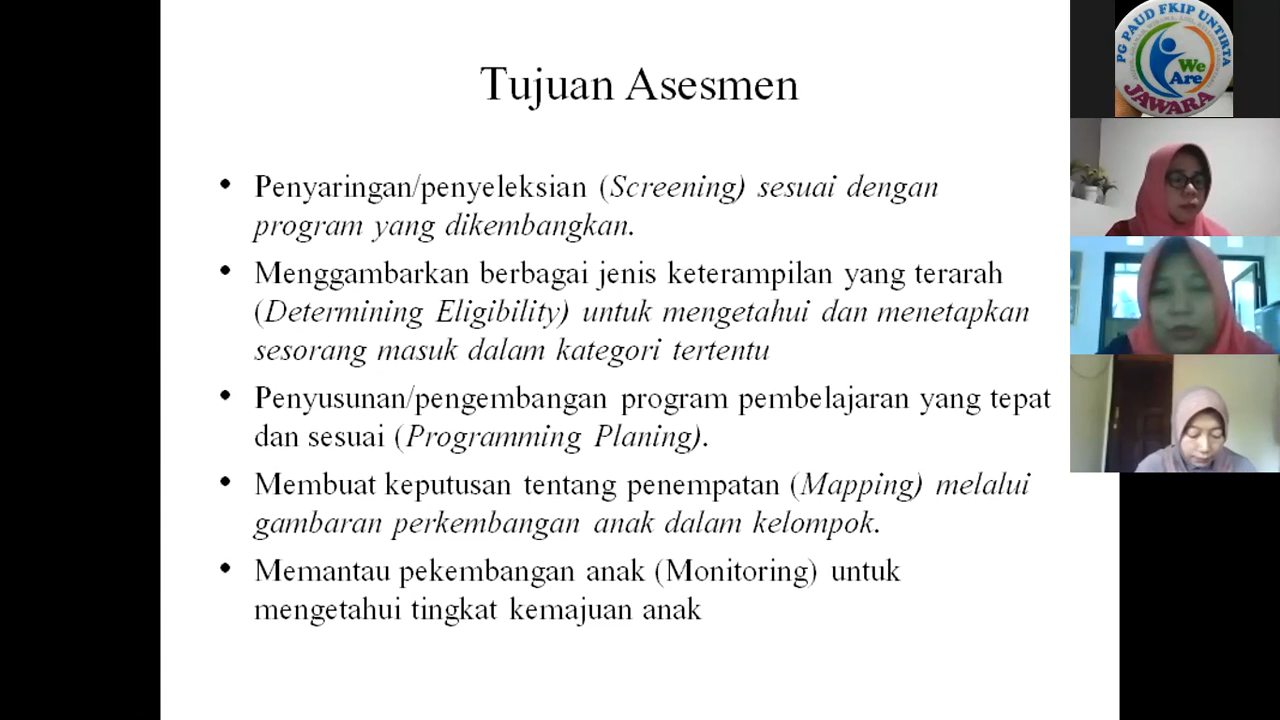 Tujuan Asesmen
• Penyaringan/penyeleksian (Screening) sesuai dengan
program yang dikembangkan.
• Menggambarkan berbagai jenis keterampilan yang terarah
(Determining Eligibility) untuk mengetahui dan menetapkan
sesorang masuk dalam kategori tertentu
• Penyusunan/pengembangan program pembelajaran yang tepat
dan sesuai (Programming Planing).
• Membuat keputusan tentang penempatan (Mapping) melalui
gambaran perkembangan anak dalam kelompok.
• Memantau pekembangan anak (Monitoring) untuk
mengetahui tingkat kemajuan anak
PG PAUD FKIP UNTIRTA
We
Are
JAWARA